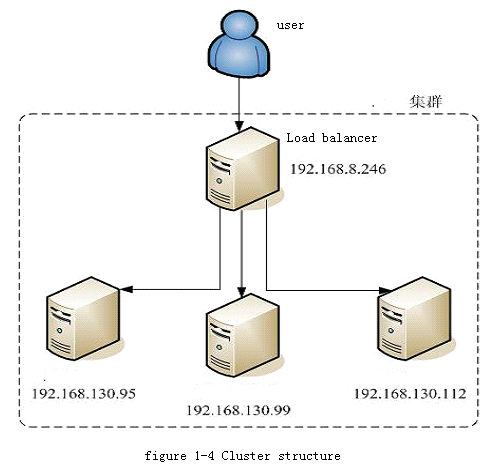 user
集群
Load balancer
192.168.8.246
192.168.130.95
192.168.130.99
192.168.130.112
figure 1-4 Cluster structure